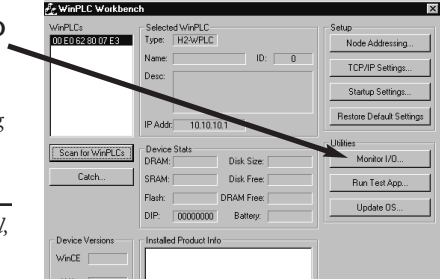 WinPLC Workbench
WinPLCs
00 E0 62 80 07 E3
Scan for WinPLCs
Catch...
Device Versions
WinCE
Selected WinPLC
Type: H2-WPLC
Name: ID: 0
Desc:
IP Addr: 10.10.10.1
Device Stats
DRAM: Disk Size:
SRAM: Disk Free:
Flash: DRAM Free:
DIP: 00000000 Battery:
Installed Product Info
Setup
Node Addressing...
TCP/IP Settings...
Startup Settings...
Restore Default Settings
Utilities
Monitor I/O...
Run Test App...
Update OS...